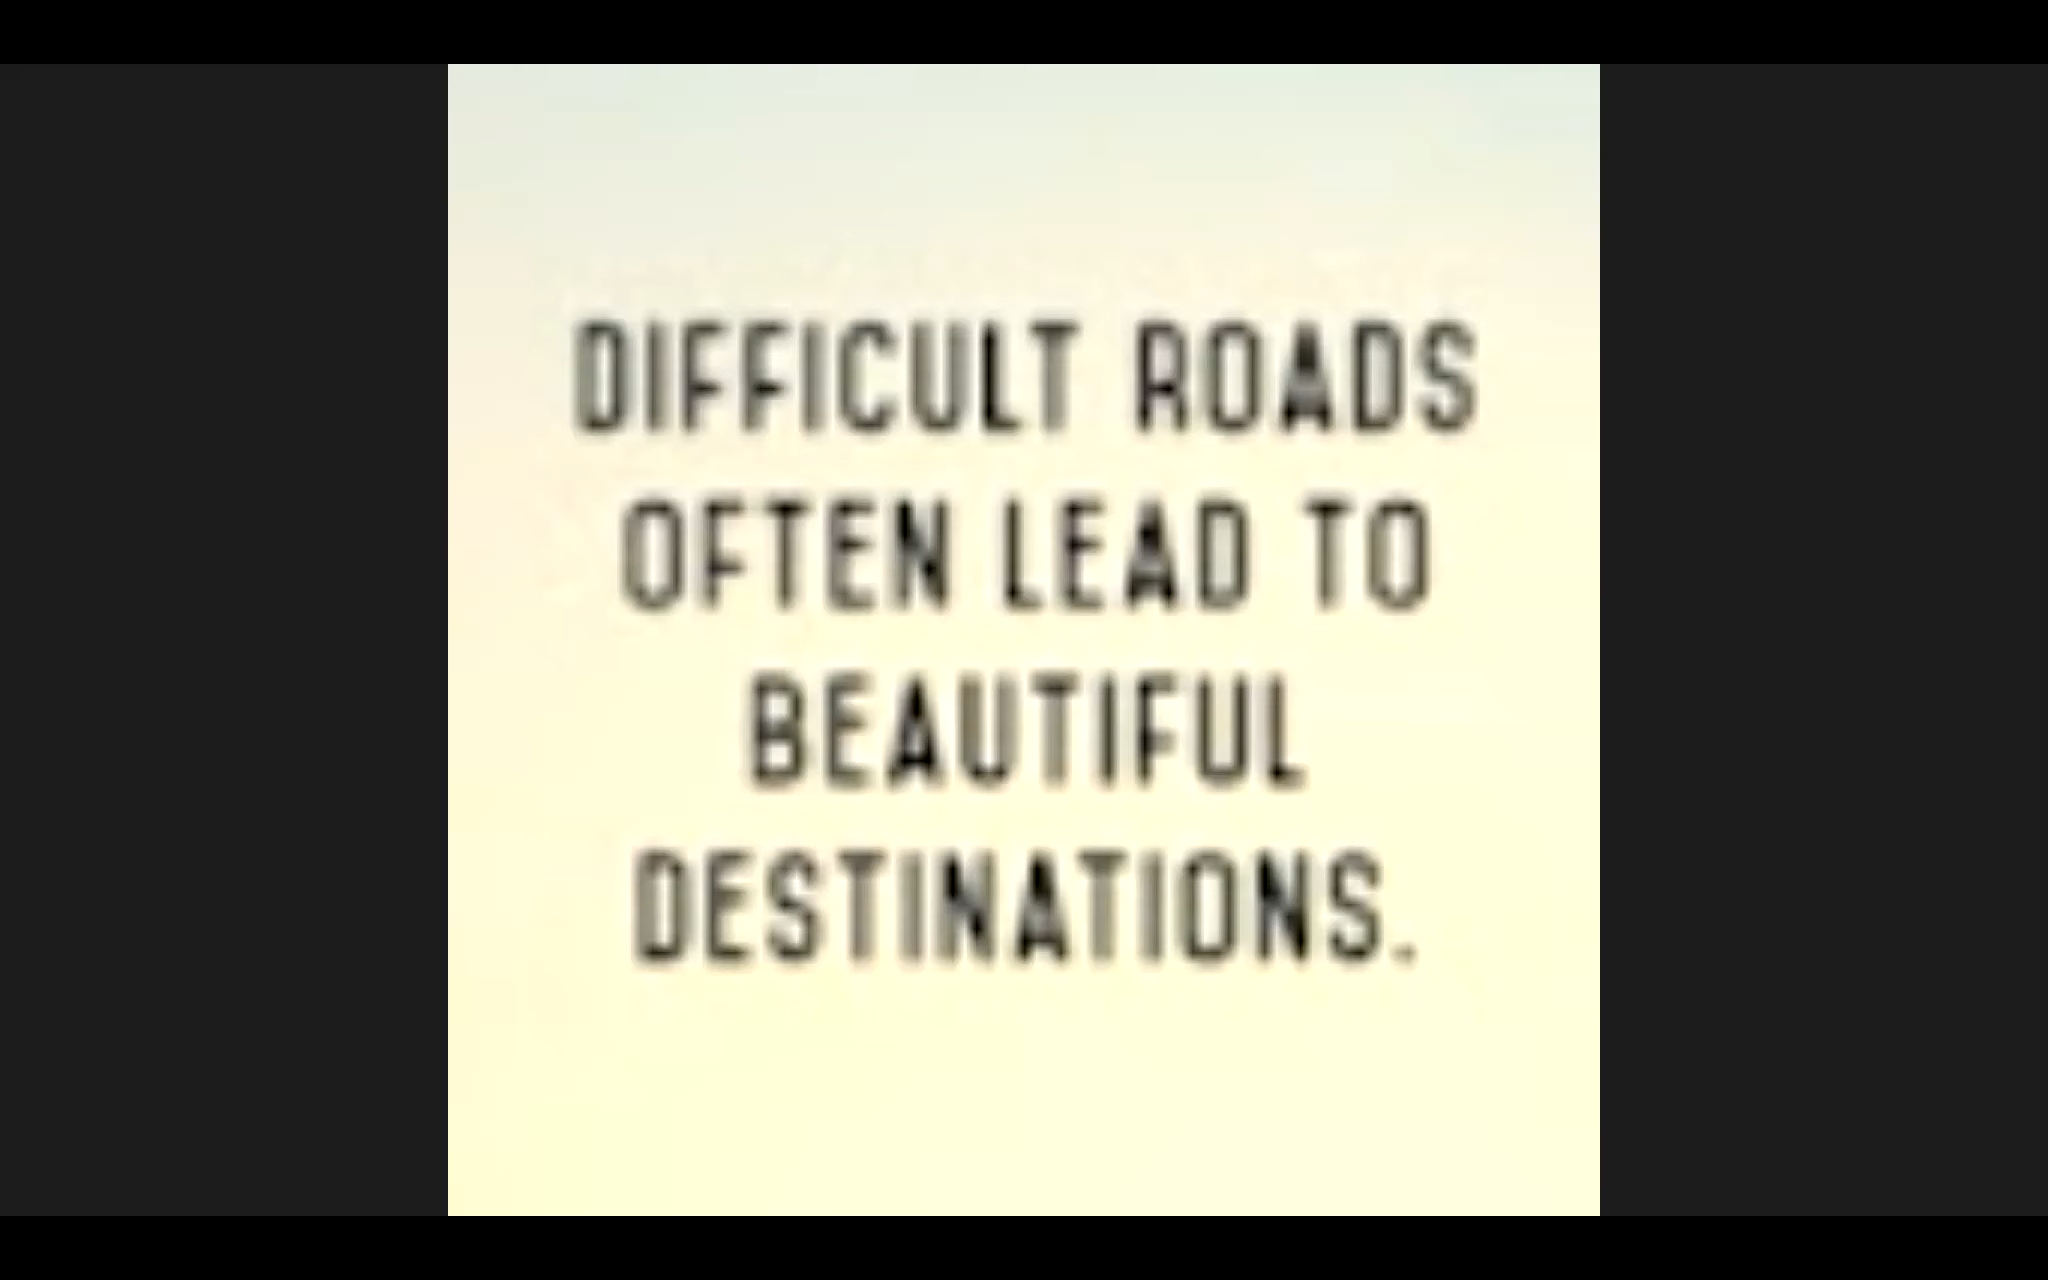 DIFFICULT ROADS
OFTEN LEAD TO
BEAUTIFUL
DESTINATIONS.